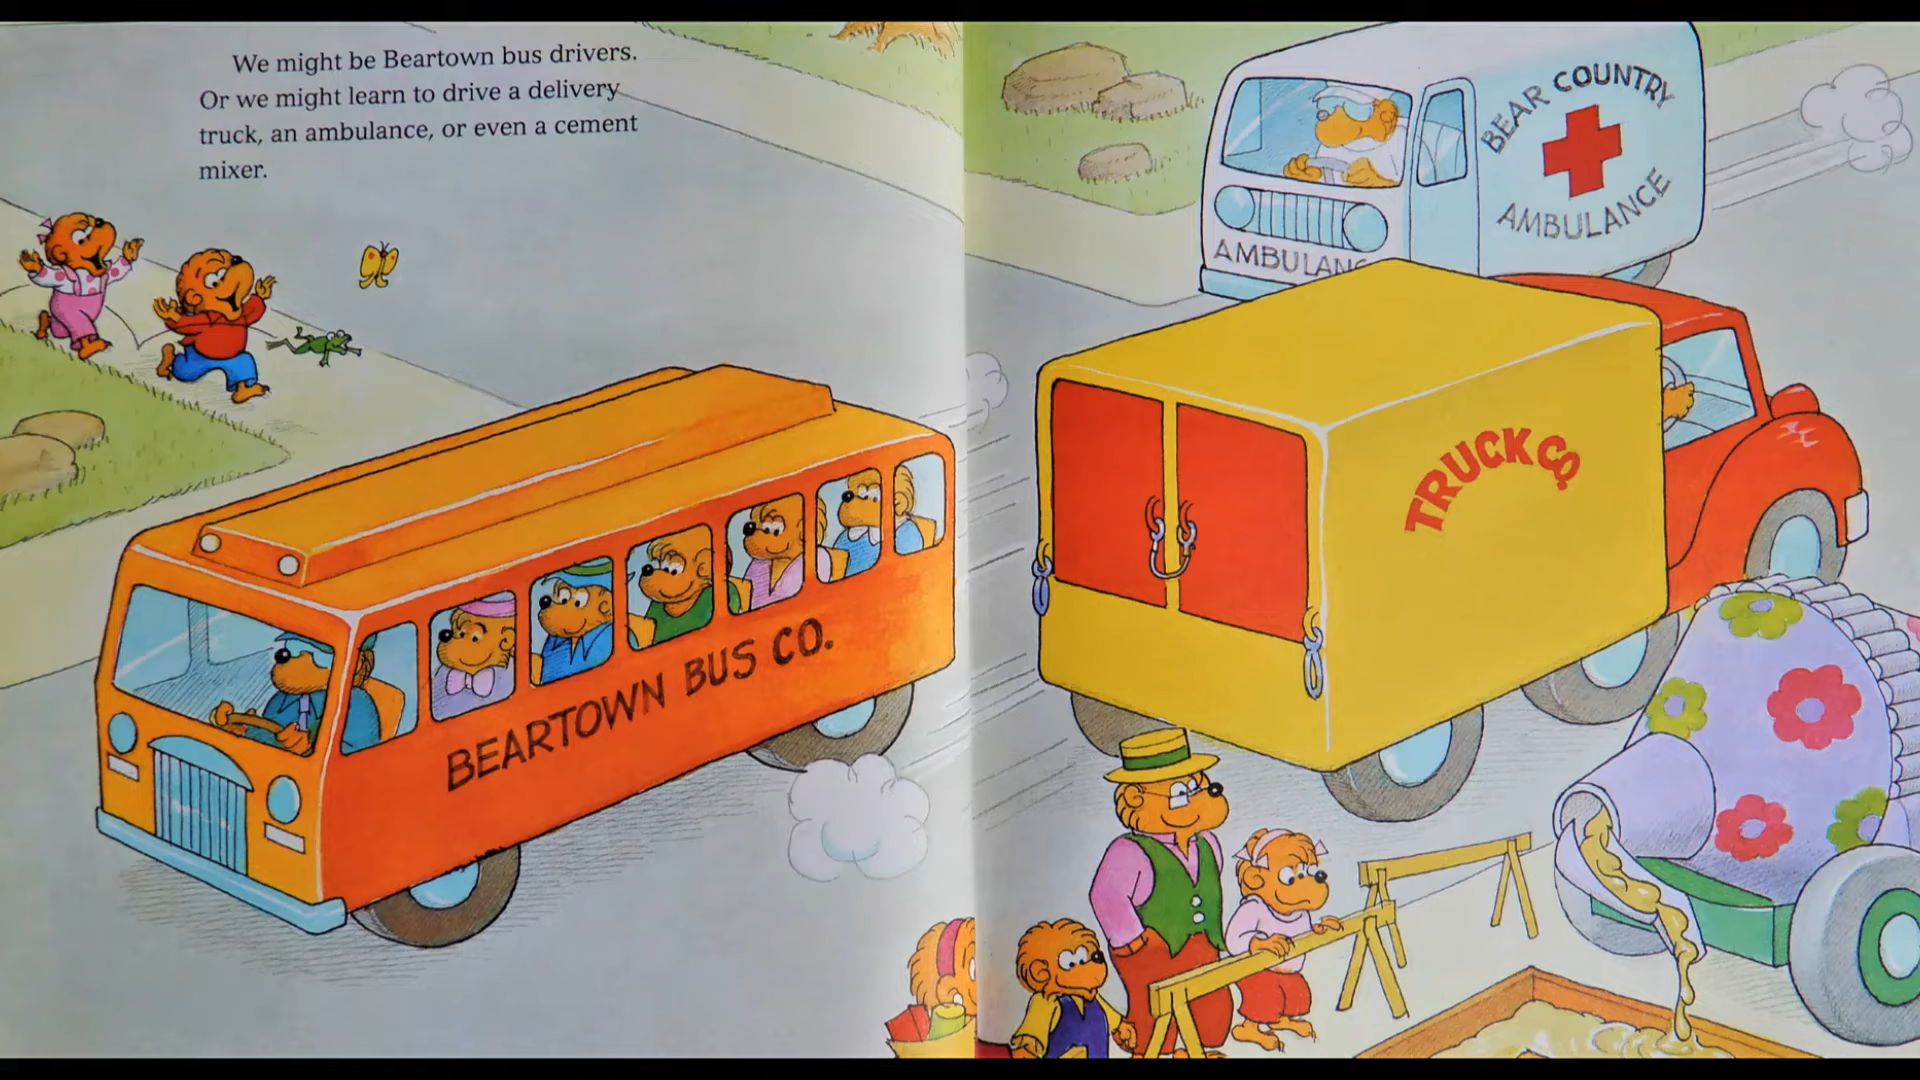 We might be Beartown bus drivers.
Or we might learn to drive a delivery
truck, an ambulance, or even a cement
mixer.
BEAR COUNTRY
AMBULANCE
AMBULANC
TRUCK CO.
BEARTOWN BUS CO.